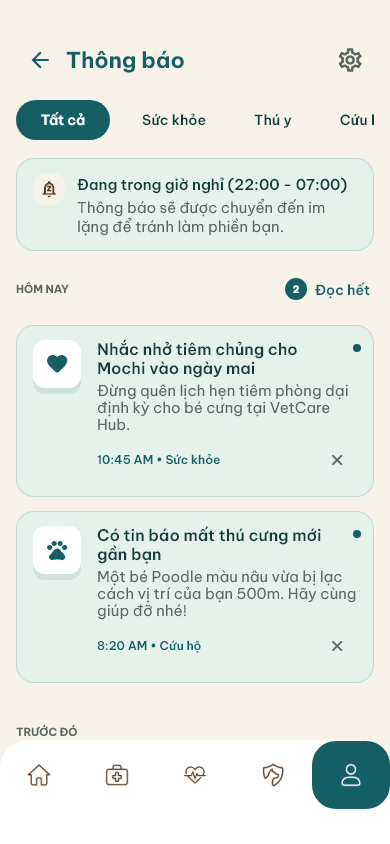 Thông báo
Tất cả
Sức khỏe
Thú y
Cứu
Đang trong giờ nghỉ (22:00 - 07:00)
Thông báo sẽ được chuyển đến im
lặng để tránh làm phiền bạn.
HÔM NAY
2
Đọc hết
Nhắc nhở tiêm chủng cho
Mochi vào ngày mai
Đừng quên lịch hẹn tiêm phòng dại
định kỳ cho bé cưng tại VetCare
Hub.
10:45 AM • Sức khỏe
Có tin báo mất thú cưng mới
gần bạn
Một bé Poodle màu nâu vừa bị lạc
cách vị trí của bạn 500m. Hãy cùng
giúp đỡ nhé!
8:20 AM • Cứu hộ
TRƯỚC ĐÓ